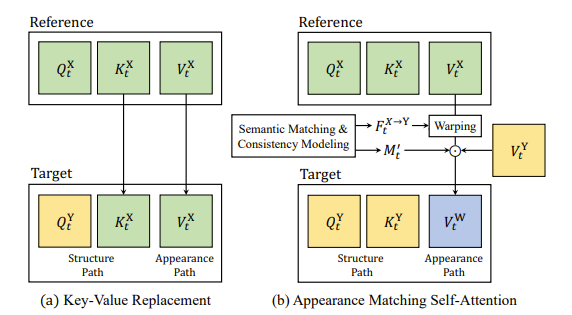 Reference
Q_t^X K_t^X V_t^X
Target
Q_t^Y K_t^X V_t^X
Structure Path
Appearance Path
(a) Key-Value Replacement
Reference
Q_t^X K_t^X V_t^X
Semantic Matching &
Consistency Modeling
F_t^{X→Y}
Warping
M_t′
V_t^Y
Target
Q_t^Y K_t^Y V_t^W
Structure
Path
Appearance
Path
(b) Appearance Matching Self-Attention